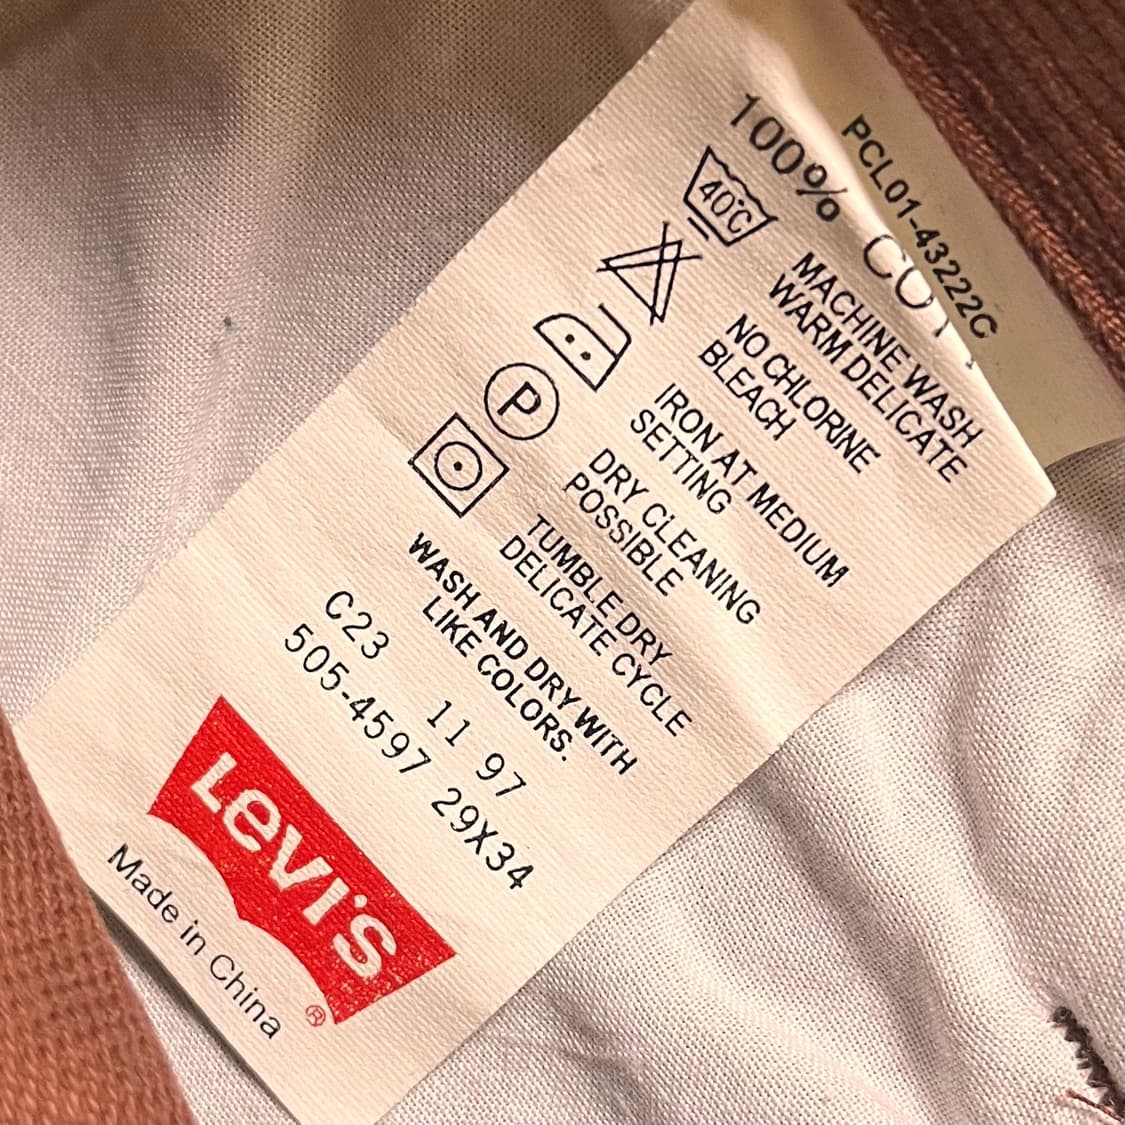 PCL01-43222C
100%
40°C
MACHINE WASH
WARM DELICATE
NO CHLORINE
BLEACH
IRON AT MEDIUM
SETTING
P
DRY CLEANING
POSSIBLE
TUMBLE DRY
DELICATE CYCLE
WASH AND DRY WITH
LIKE COLORS.
C23 11 97
505-4597 29X34
Levi's ®
Made in China